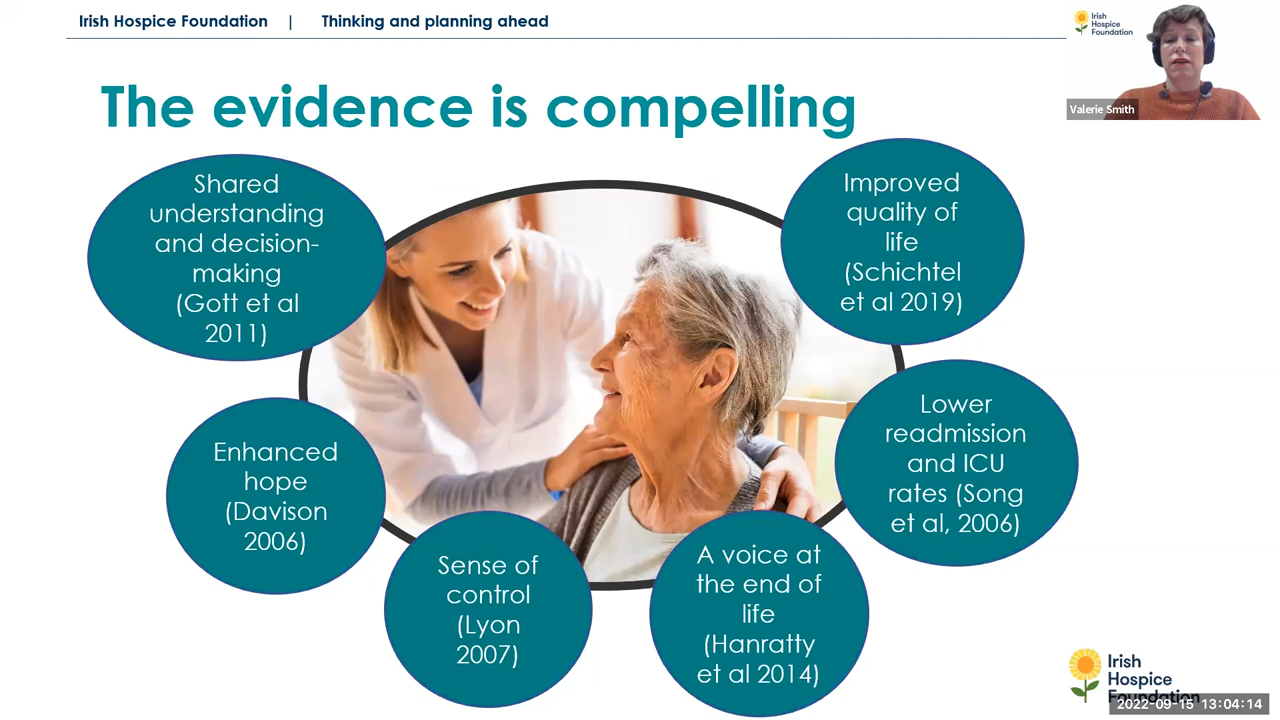 Irish Hospice Foundation | Thinking and planning ahead
Irish
Hospice
Foundation
Valerie Smith
The evidence is compelling
Shared
understanding
and decision-
making
(Gott et al
2011)
Improved
quality of
life
(Schichtel
et al 2019)
Enhanced
hope
(Davison
2006)
Lower
readmission
and ICU
rates (Song
et al, 2006)
Sense of
control
(Lyon
2007)
A voice at
the end of
life
(Hanratty
et al 2014)
Irish
Hospice
Foundation
2022-09-15 13:04:14